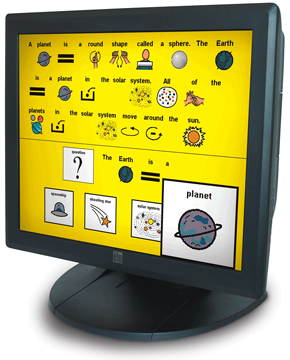 A planet is a round shape called a sphere. The Earth
is a planet in the solar system. All of the
planets in the solar system move around the sun.
question
The Earth is a
planet
spaceship
shooting star
solar system